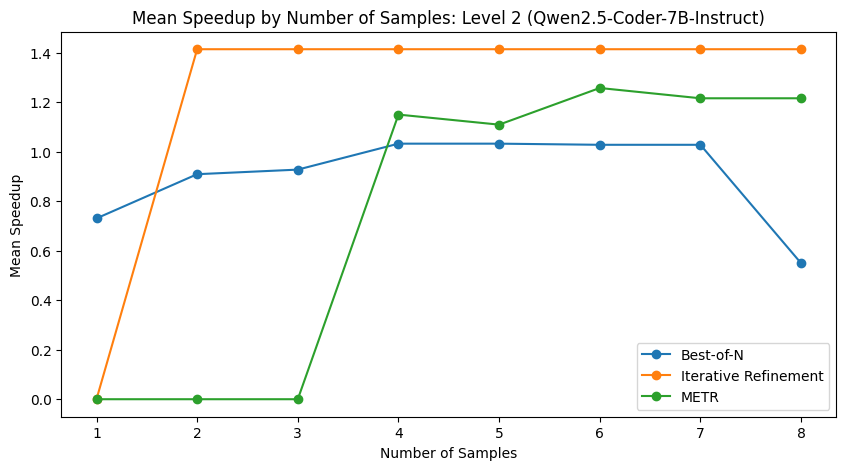 Mean Speedup by Number of Samples: Level 2 (Qwen2.5-Coder-7B-Instruct)
Mean Speedup
1.4
1.2
1.0
0.8
0.6
0.4
0.2
0.0
Best-of-N
Iterative Refinement
METR
1 2 3 4 5 6 7 8
Number of Samples